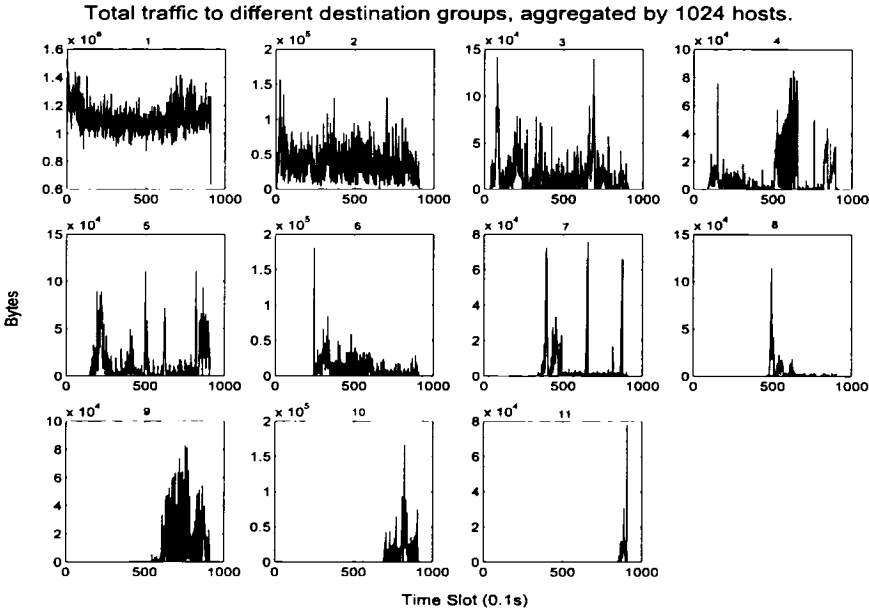 Total traffic to different destination groups, aggregated by 1024 hosts.
x 10^6 1
1.6
1.4
1.2
1
0.8
0.6
0 500 1000
x 10^5 2
2
1.5
1
0.5
0
0 500 1000
x 10^4 3
15
10
5
0
0 500 1000
x 10^4 4
10
8
6
4
2
0
0 500 1000
Bytes
x 10^4 5
15
10
5
0
0 500 1000
x 10^5 6
2
1.5
1
0.5
0
0 500 1000
x 10^4 7
8
6
4
2
0
0 500 1000
x 10^4 8
15
10
5
0
0 500 1000
x 10^4 9
10
8
6
4
2
0
0 500 1000
x 10^5 10
2
1.5
1
0.5
0
0 500 1000
x 10^4 11
8
6
4
2
0
0 500 1000
Time Slot (0.1s)